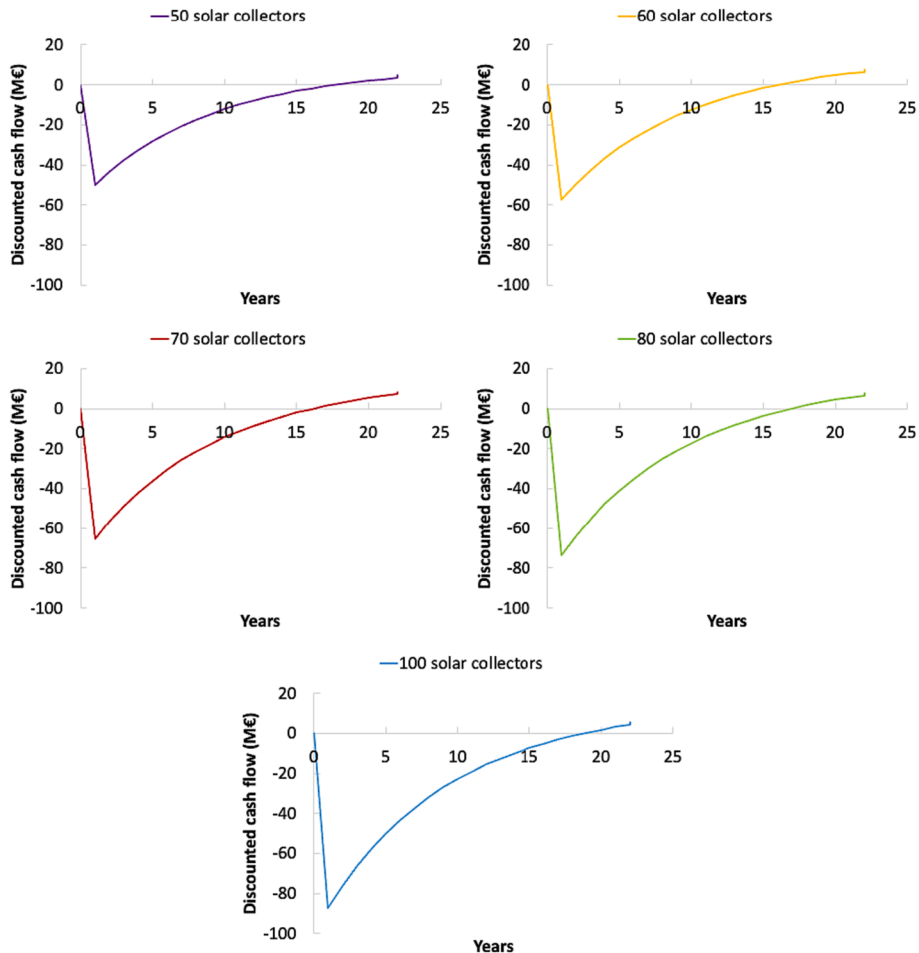 50 solar collectors
20
0
-20
-40
-60
-80
-100
0 5 10 15 20 25
Discounted cash flow (M€)
Years
60 solar collectors
20
0
-20
-40
-60
-80
-100
0 5 10 15 20 25
Discounted cash flow (M€)
Years
70 solar collectors
20
0
-20
-40
-60
-80
-100
0 5 10 15 20 25
Discounted cash flow (M€)
Years
80 solar collectors
20
0
-20
-40
-60
-80
-100
0 5 10 15 20 25
Discounted cash flow (M€)
Years
100 solar collectors
20
0
-20
-40
-60
-80
-100
0 5 10 15 20 25
Discounted cash flow (M€)
Years